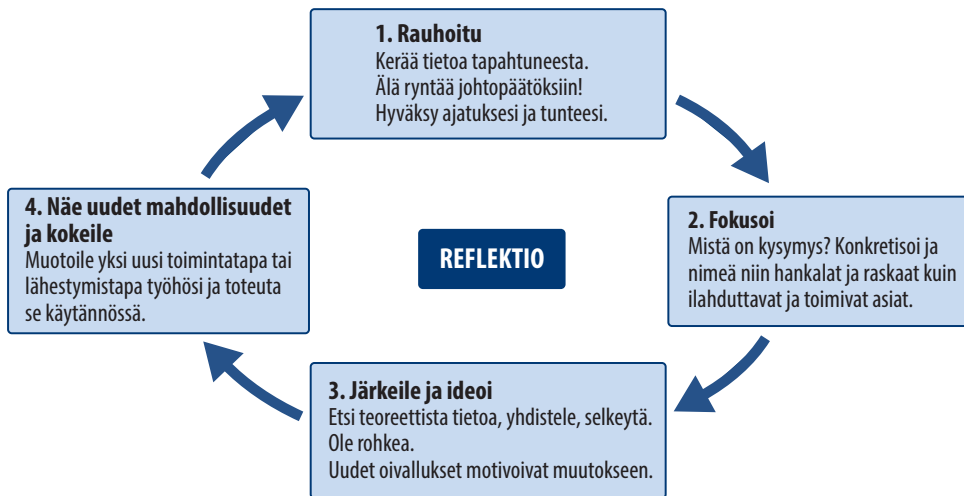 1. Rauhoitu
Kerää tietoa tapahtuneesta.
Älä ryntää johtopäätöksiin!
Hyväksy ajatuksesi ja tunteesi.
2. Fokusoi
Mistä on kysymys? Konkretisoi ja
nimeä niin hankalat ja raskaat kuin
ilahduttavat ja toimivat asiat.
REFLEKTIO
3. Järkeile ja ideoi
Etsi teoreettista tietoa, yhdistele, selkeytä.
Ole rohkea.
Uudet oivallukset motivoivat muutokseen.
4. Näe uudet mahdollisuudet
ja kokeile
Muotoile yksi uusi toimintatapa tai
lähestymistapa työhösi ja toteuta
se käytännössä.